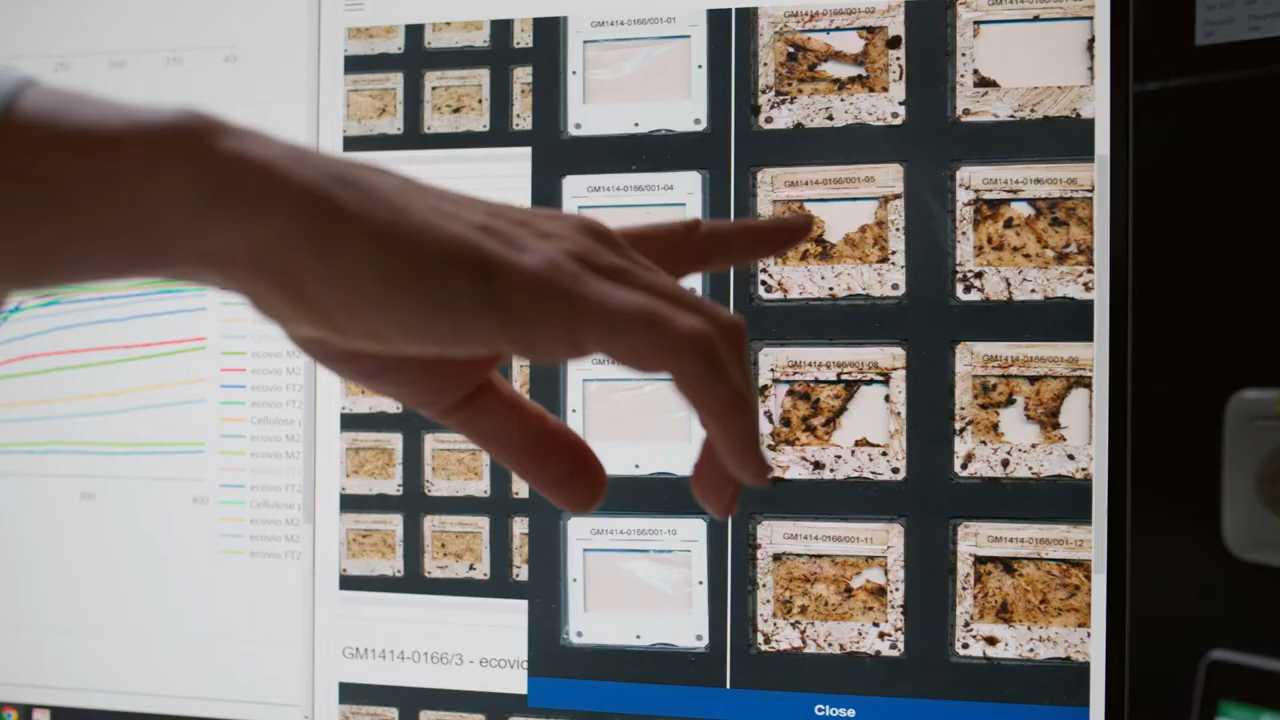 GM1414-0166/001-01
GM1414-0166/001-02
GM1414-0166/001-04
GM1414-0166/001-05
GM1414-0166/001-06
GM1414-0166/001-08
GM1414-0166/001-09
GM1414-0166/001-10
GM1414-0166/001-11
GM1414-0166/001-12
ecovio M2
ecovio M2
ecovio FT2
Cellulose p
ecovio M2
ecovio M2
ecovio FT2
ecovio FT2
Cellulose p
ecovio M2
ecovio M2
ecovio FT2
300
400
GM1414-0166/3 - ecovio
Close